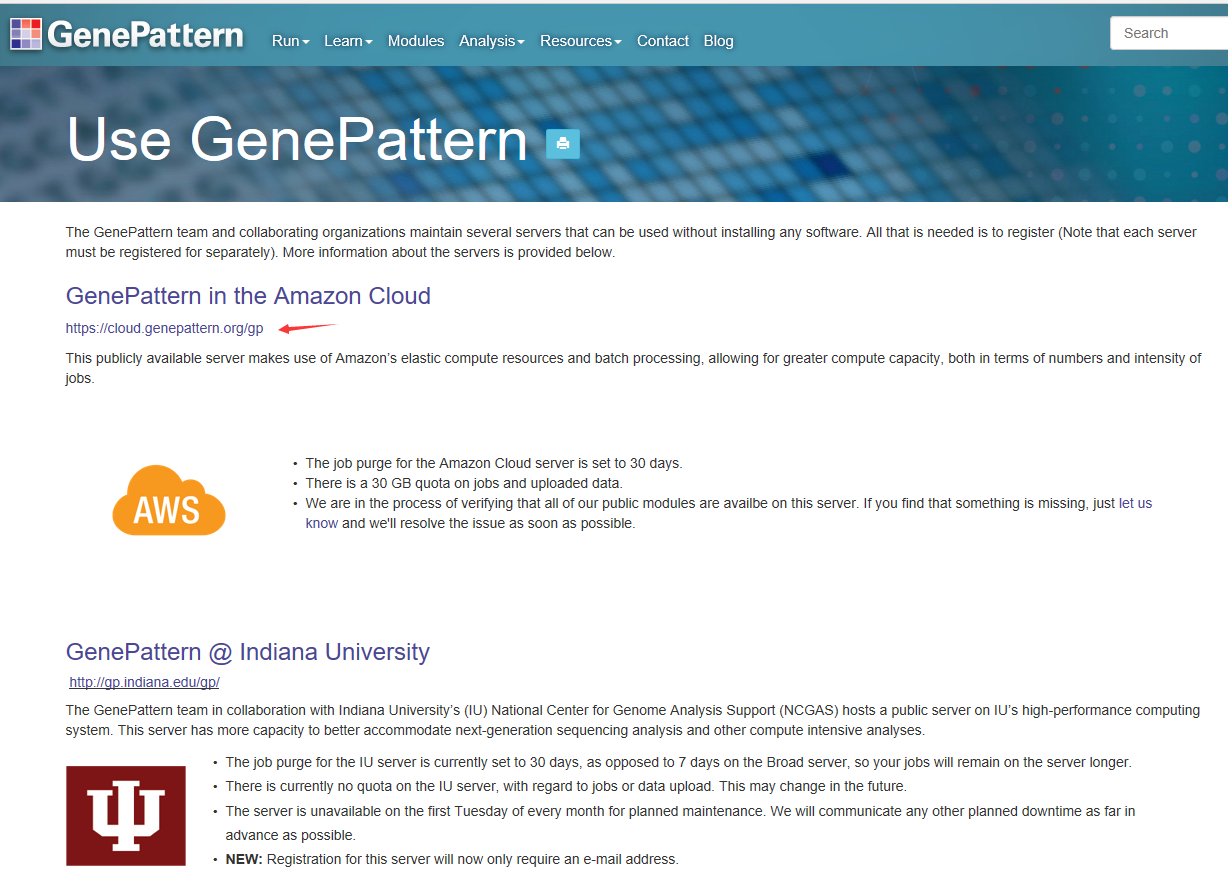 GenePattern Run Learn Modules Analysis Resources Contact Blog Search
Use GenePattern
The GenePattern team and collaborating organizations maintain several servers that can be used without installing any software. All that is needed is to register (Note that each server
must be registered for separately). More information about the servers is provided below.
GenePattern in the Amazon Cloud
https://cloud.genepattern.org/gp
This publicly available server makes use of Amazon’s elastic compute resources and batch processing, allowing for greater compute capacity, both in terms of numbers and intensity of
jobs.
AWS
• The job purge for the Amazon Cloud server is set to 30 days.
• There is a 30 GB quota on jobs and uploaded data.
• We are in the process of verifying that all of our public modules are availbe on this server. If you find that something is missing, just let us
know and we'll resolve the issue as soon as possible.
GenePattern @ Indiana University
http://gp.indiana.edu/gp/
The GenePattern team in collaboration with Indiana University’s (IU) National Center for Genome Analysis Support (NCGAS) hosts a public server on IU’s high-performance computing
system. This server has more capacity to better accommodate next-generation sequencing analysis and other compute intensive analyses.
• The job purge for the IU server is currently set to 30 days, as opposed to 7 days on the Broad server, so your jobs will remain on the server longer.
• There is currently no quota on the IU server, with regard to jobs or data upload. This may change in the future.
• The server is unavailable on the first Tuesday of every month for planned maintenance. We will communicate any other planned downtime as far in
advance as possible.
• NEW: Registration for this server will now only require an e-mail address.